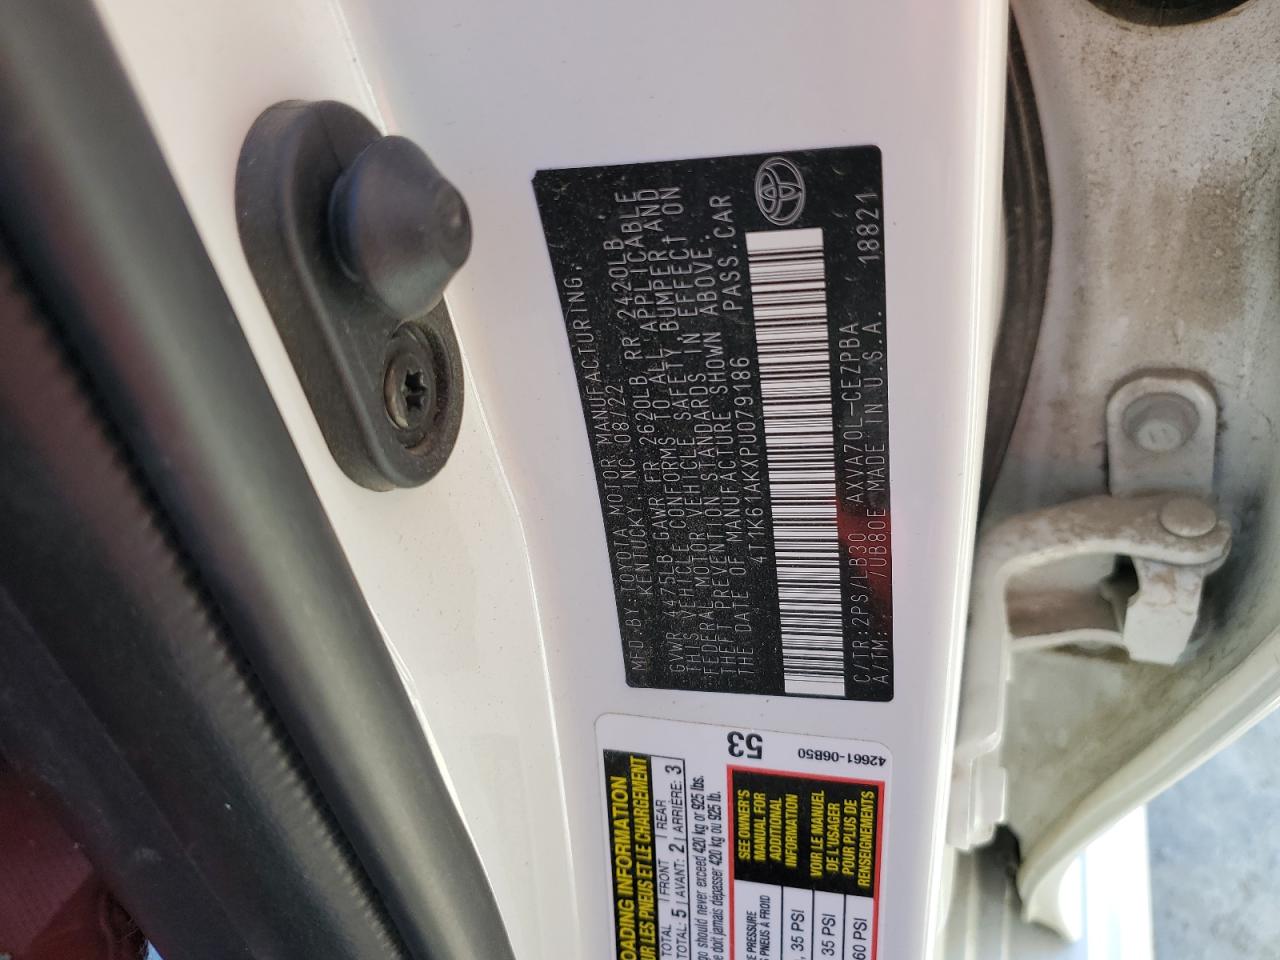 MFD.BY TOYOTA MOTOR MANUFACTURING,
KENTUCKY INC 08/22
GVWR 4475LB GAWR FR 2620LB RR 2420LB
THIS VEHICLE CONFORMS TO ALL APPLICABLE
FEDERAL MOTOR VEHICLE SAFETY, BUMPER, AND
THEFT PREVENTION STANDARDS IN EFFECT ON
THE DATE OF MANUFACTURE SHOWN ABOVE.
4T1K61AKXPU079186 PASS.CAR
C/TR:2PS/LB30 AXVA70L-CEZPBA 18821
A/TM: /UB80E MADE IN U.S.A.
53
42661-06B50
OADING INFORMATION
UR LES PNEUS ET LE CHARGEMENT
TOTAL FRONT REAR
TOTAL: 5 AVANT: 2 ARRIÈRE: 3
go should never exceed 420 kg or 925 lbs.
e doit jamais dépasser 420 kg ou 925 lb.
E PRESSURE
S PNEUS À FROID
, 35 PSI
, 35 PSI
60 PSI
SEE OWNER'S
MANUAL FOR
ADDITIONAL
INFORMATION
VOIR LE MANUEL
DE L'USAGER
POUR PLUS DE
RENSEIGNEMENTS